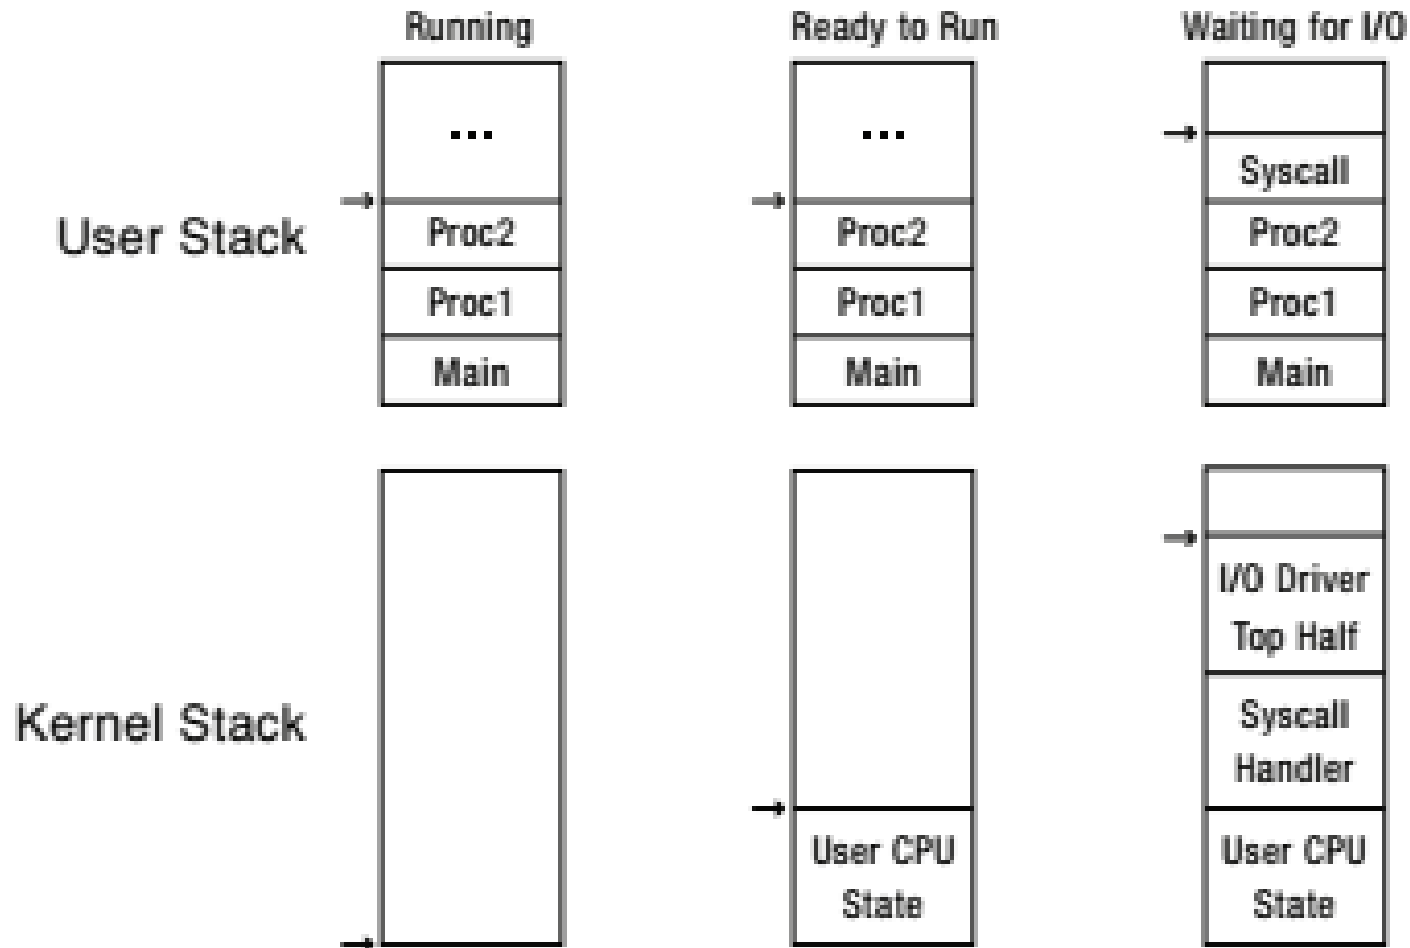 Running
Ready to Run
Waiting for I/O
User Stack
...
Proc2
Proc1
Main
...
Proc2
Proc1
Main
Syscall
Proc2
Proc1
Main
Kernel Stack
User CPU
State
I/O Driver
Top Half
Syscall
Handler
User CPU
State